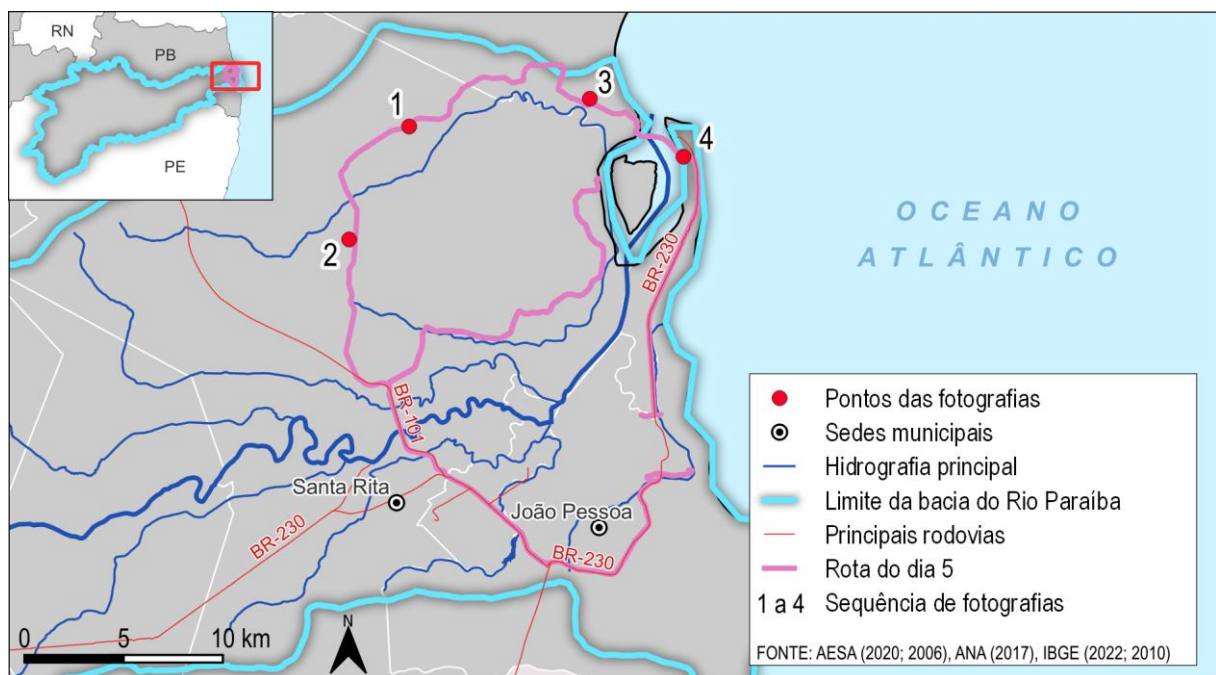 RN
PB
PE
1
3
4
2
OCEANO
ATLÂNTICO
BR-230
BR-101
Santa Rita
João Pessoa
BR-230
BR-230
0 5 10 km
N
Pontos das fotografias
Sedes municipais
Hidrografia principal
Limite da bacia do Rio Paraíba
Principais rodovias
Rota do dia 5
1 a 4 Sequência de fotografias
FONTE: AESA (2020; 2006), ANA (2017), IBGE (2022; 2010)